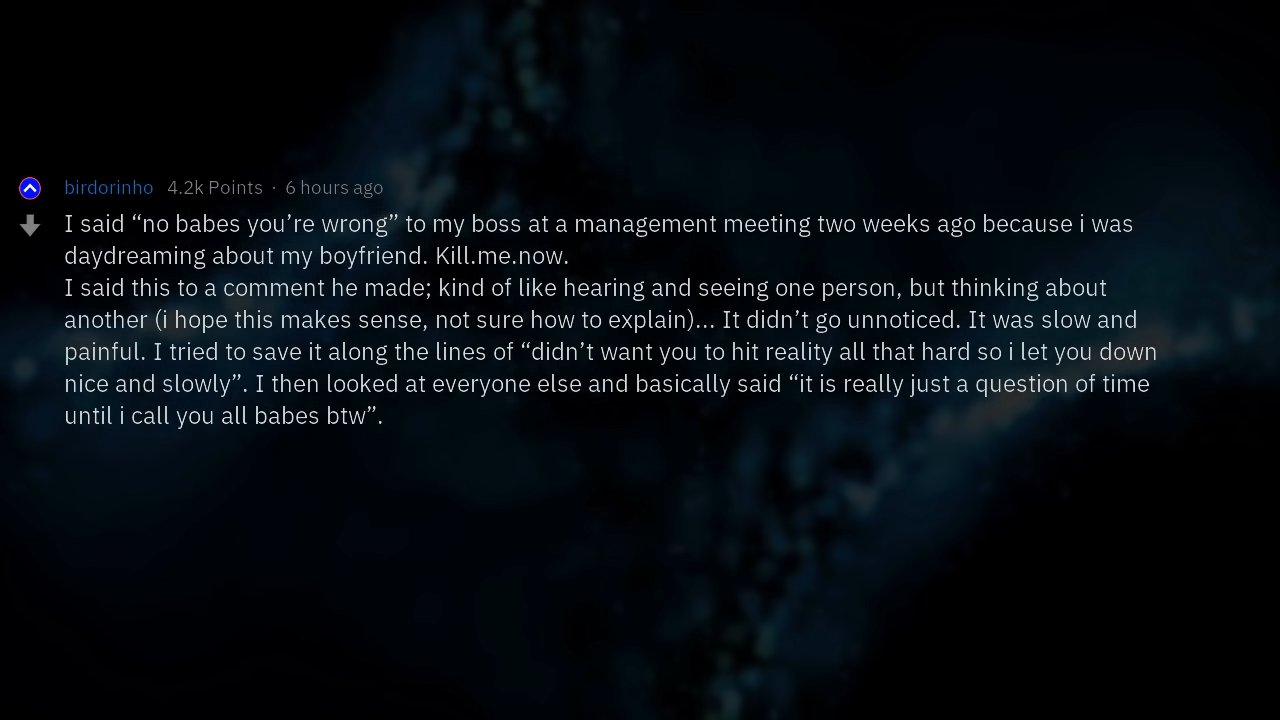 birdorinho 4.2k Points · 6 hours ago
I said “no babes you’re wrong” to my boss at a management meeting two weeks ago because i was
daydreaming about my boyfriend. Kill.me.now.
I said this to a comment he made; kind of like hearing and seeing one person, but thinking about
another (i hope this makes sense, not sure how to explain)... It didn’t go unnoticed. It was slow and
painful. I tried to save it along the lines of “didn’t want you to hit reality all that hard so i let you down
nice and slowly”. I then looked at everyone else and basically said “it is really just a question of time
until i call you all babes btw”.